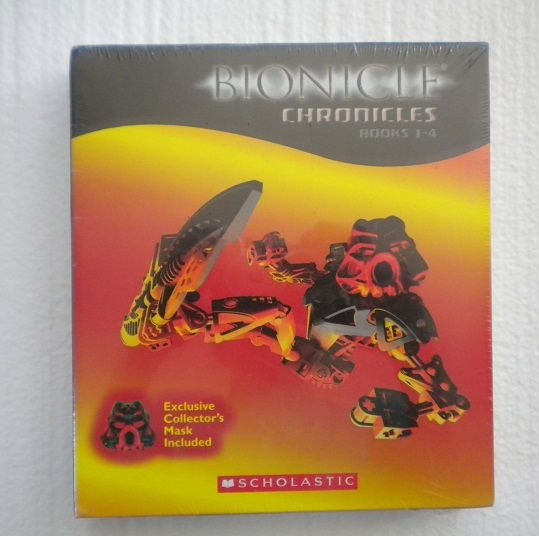 BIONICLE®
CHRONICLES
BOOKS 1-4
Exclusive
Collector's
Mask
Included
SCHOLASTIC